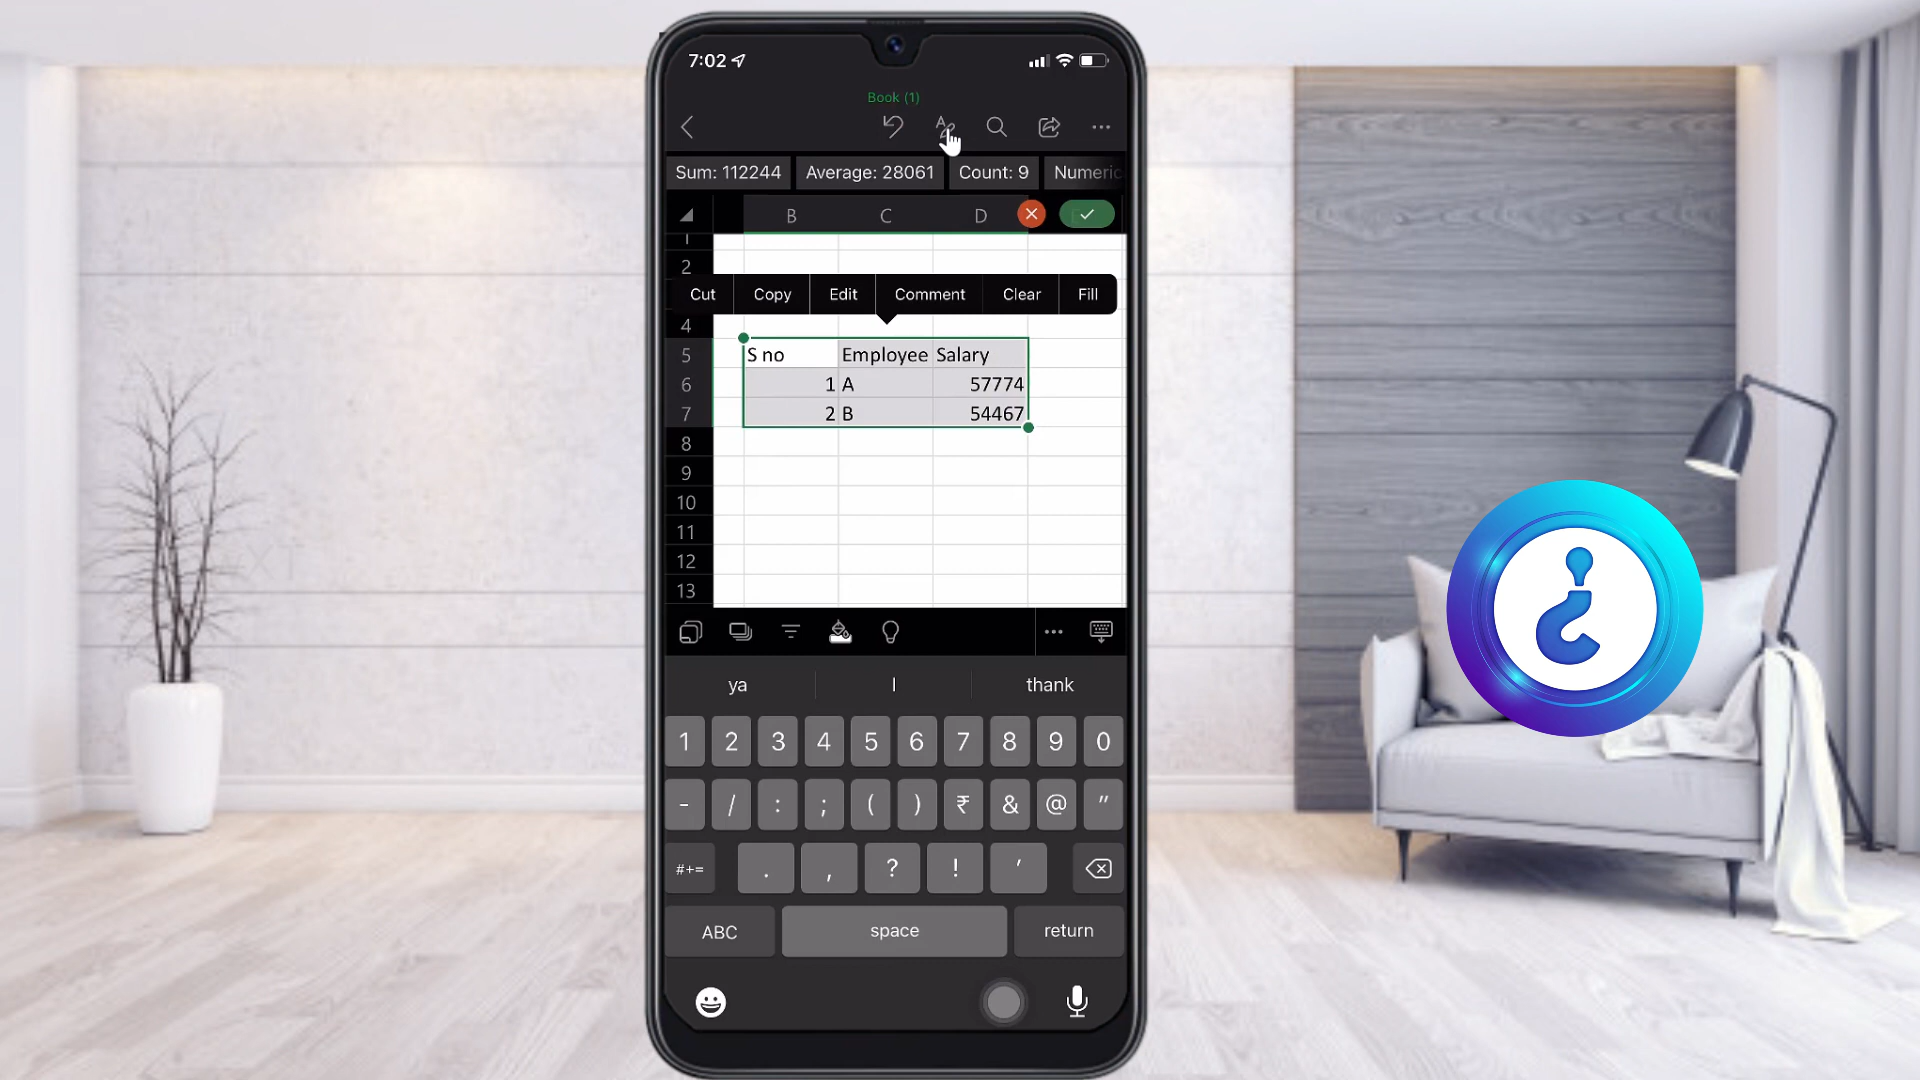 7:02
Book (1)
Sum: 112244 Average: 28061 Count: 9 Numeric
B C D
1
2
Cut Copy Edit Comment Clear Fill
4
5 S no Employee Salary
6 1 A 57774
7 2 B 54467
8
9
10
11
12
13
ya I thank
1 2 3 4 5 6 7 8 9 0
- / : ; ( ) ₹ & @ "
#+= . , ? ! '
ABC space return